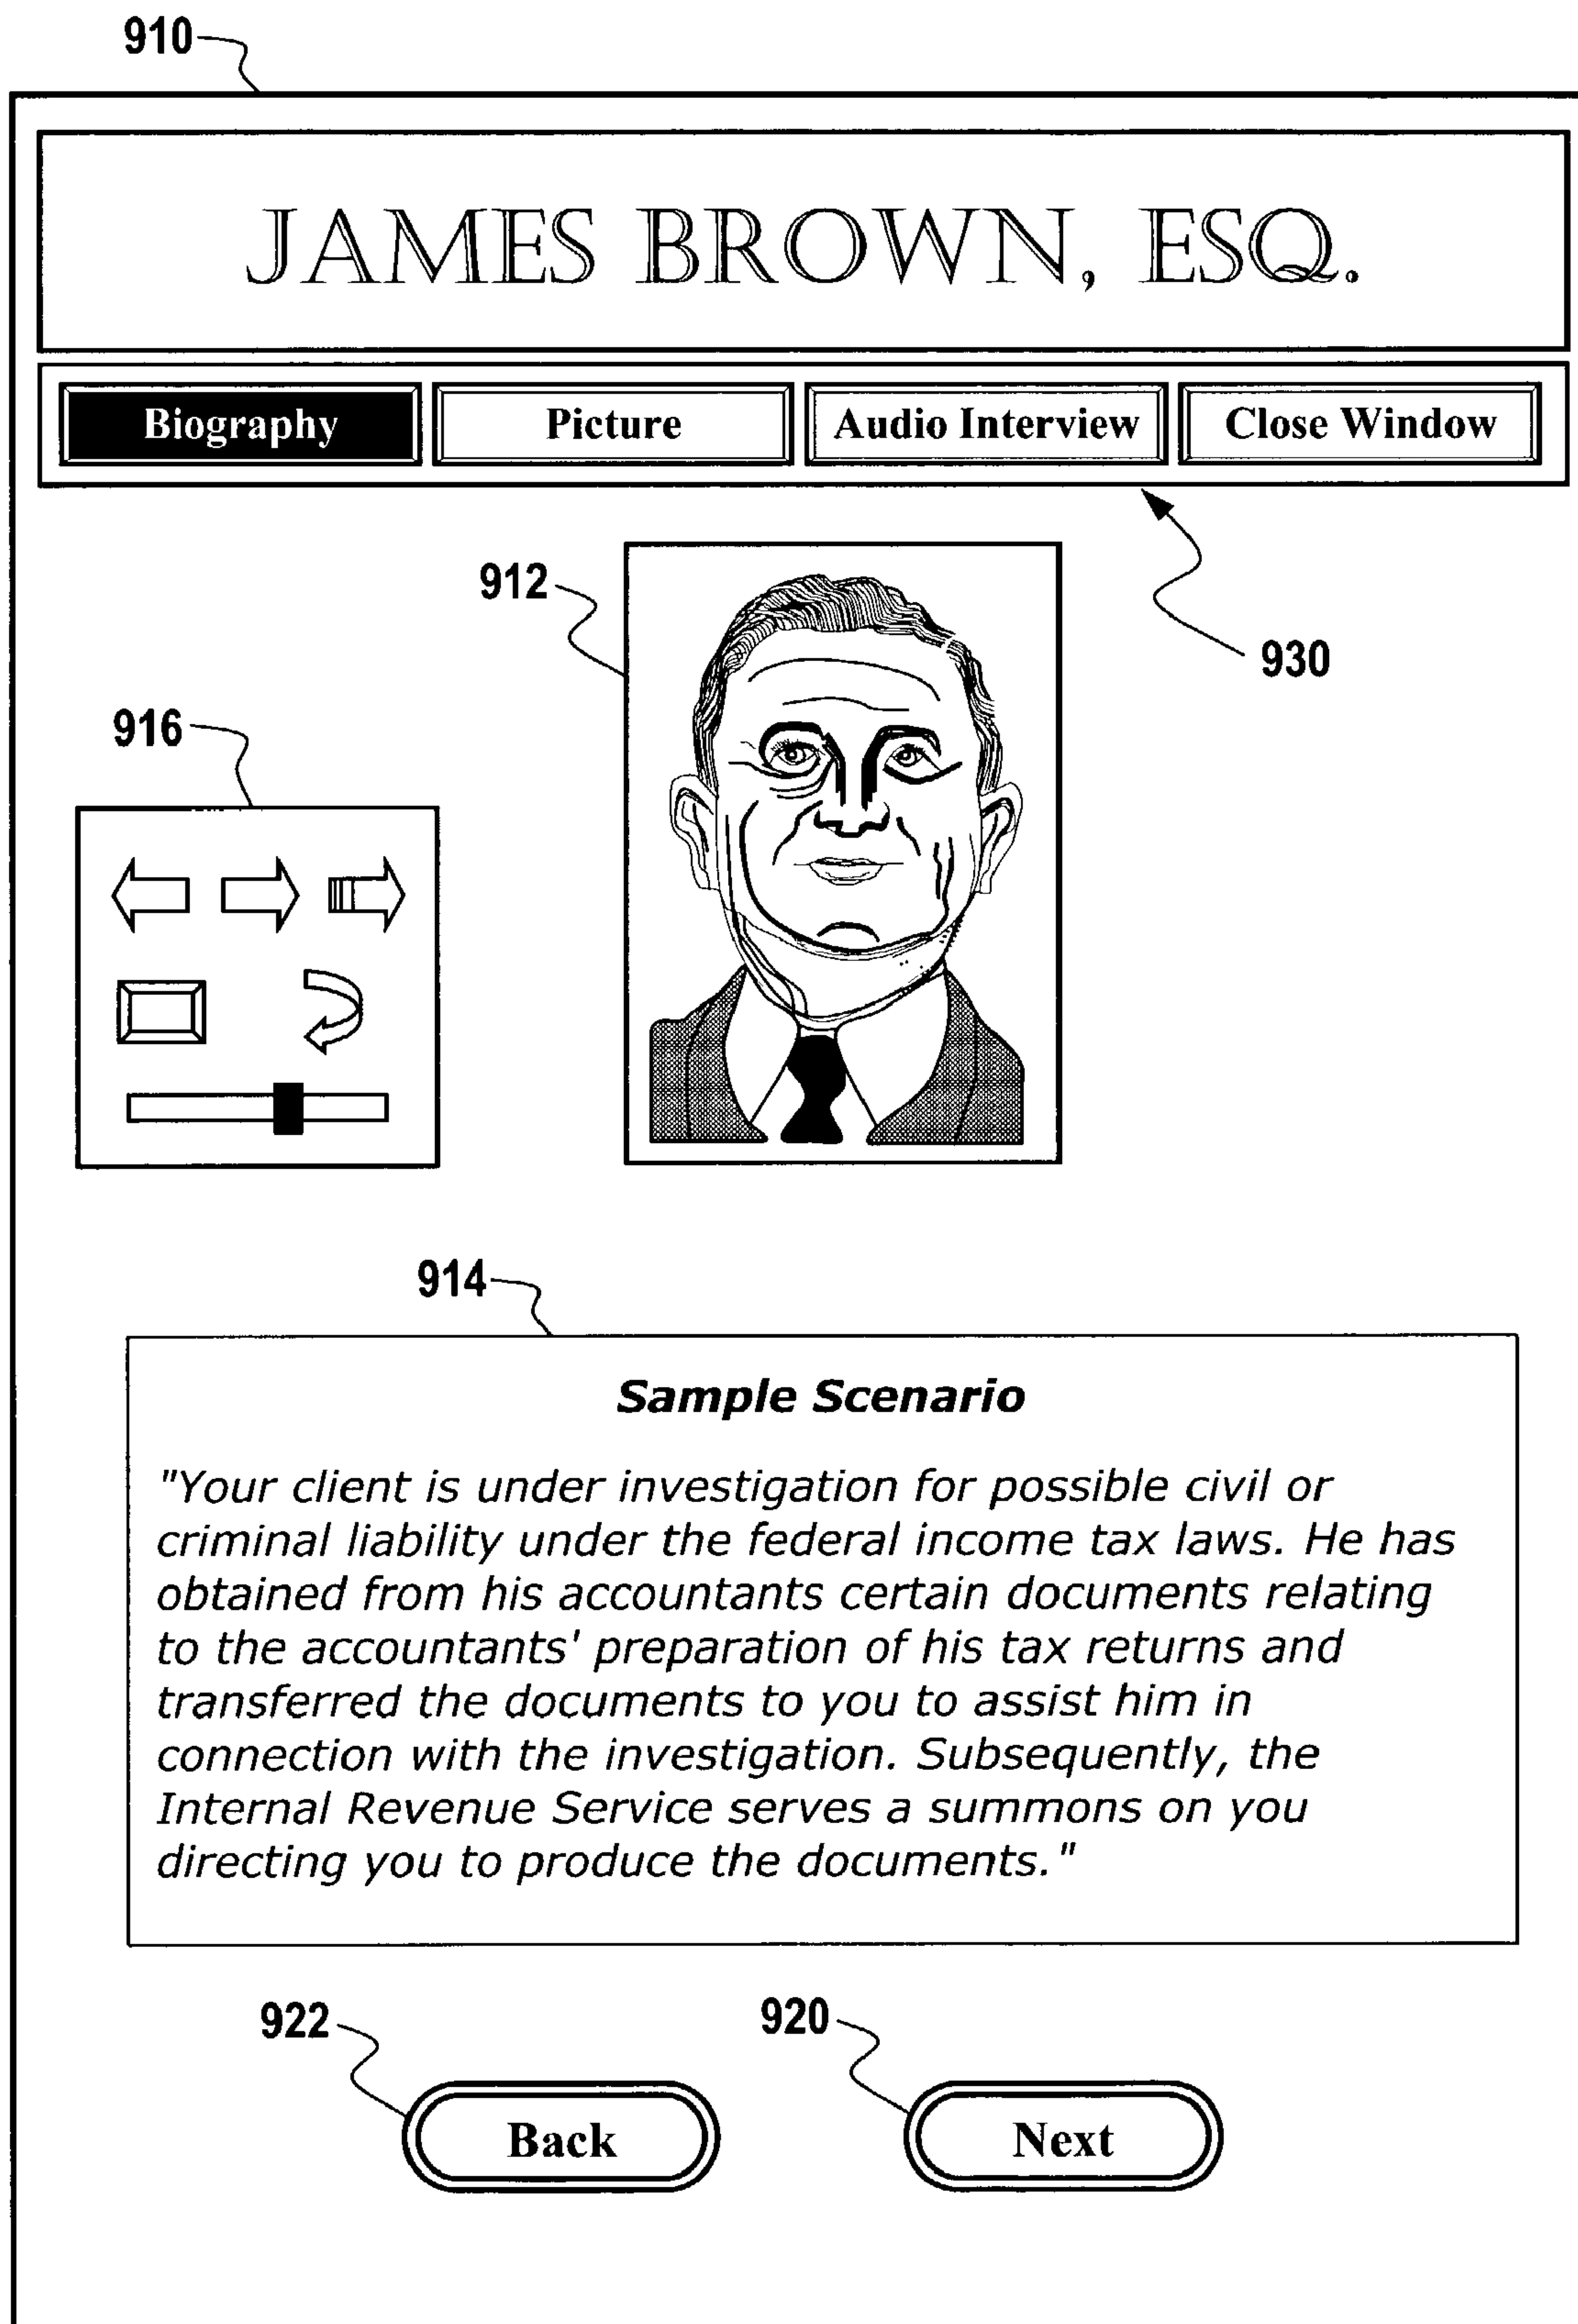 910
JAMES BROWN, ESQ.
Biography Picture Audio Interview Close Window
912
930
916
914
Sample Scenario
"Your client is under investigation for possible civil or
criminal liability under the federal income tax laws. He has
obtained from his accountants certain documents relating
to the accountants' preparation of his tax returns and
transferred the documents to you to assist him in
connection with the investigation. Subsequently, the
Internal Revenue Service serves a summons on you
directing you to produce the documents."
922
920
Back Next